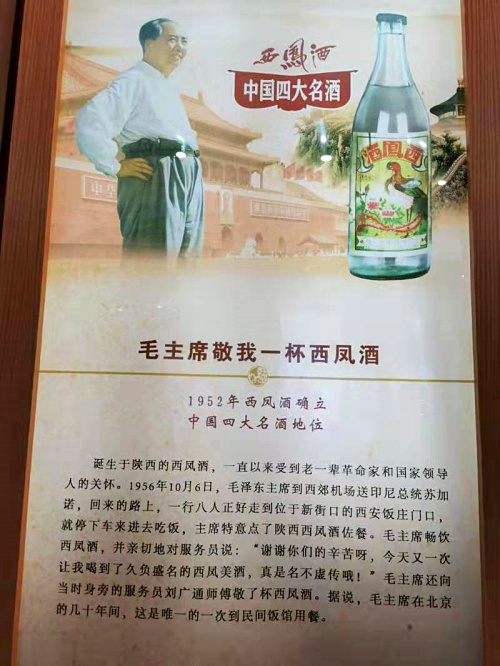 西鳳酒
中国四大名酒
酒鳳西
毛主席敬我一杯西凤酒
1952年西凤酒确立
中国四大名酒地位
诞生于陕西的西凤酒，一直以来受到老一辈革命家和国家领导
人的关怀。1956年10月6日，毛泽东主席到西郊机场送印尼总统苏加
诺，回来的路上，一行八人正好走到位于新街口的西安饭庄门口，
就停下车来进去吃饭，主席特意点了陕西西凤酒佐餐。毛主席畅饮
西凤酒，并亲切地对服务员说：“谢谢你们的辛苦呀，今天又一次
让我喝到了久负盛名的西凤美酒，真是名不虚传哦！”毛主席还向
当时身旁的服务员刘广通师傅敬了杯西凤酒。据说，毛主席在北京
的几十年间，这是唯一的一次到民间饭馆用餐。